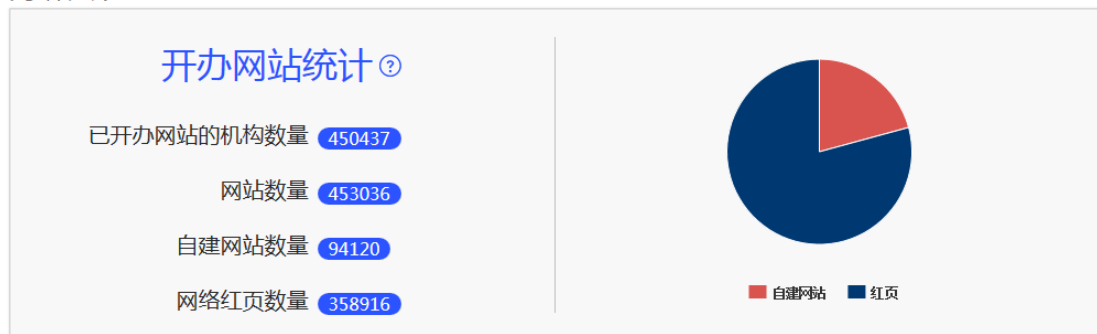 开办网站统计 ?
已开办网站的机构数量 450437
网站数量 453036
自建网站数量 94120
网络红页数量 358916
自建网站 红页